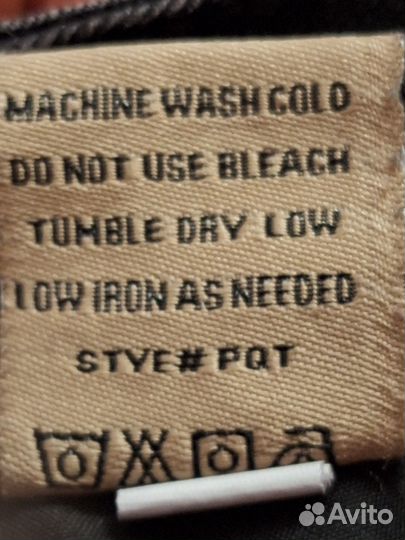 MACHINE WASH COLD
DO NOT USE BLEACH
TUMBLE DRY LOW
LOW IRON AS NEEDED
STYE# PQT
Avito